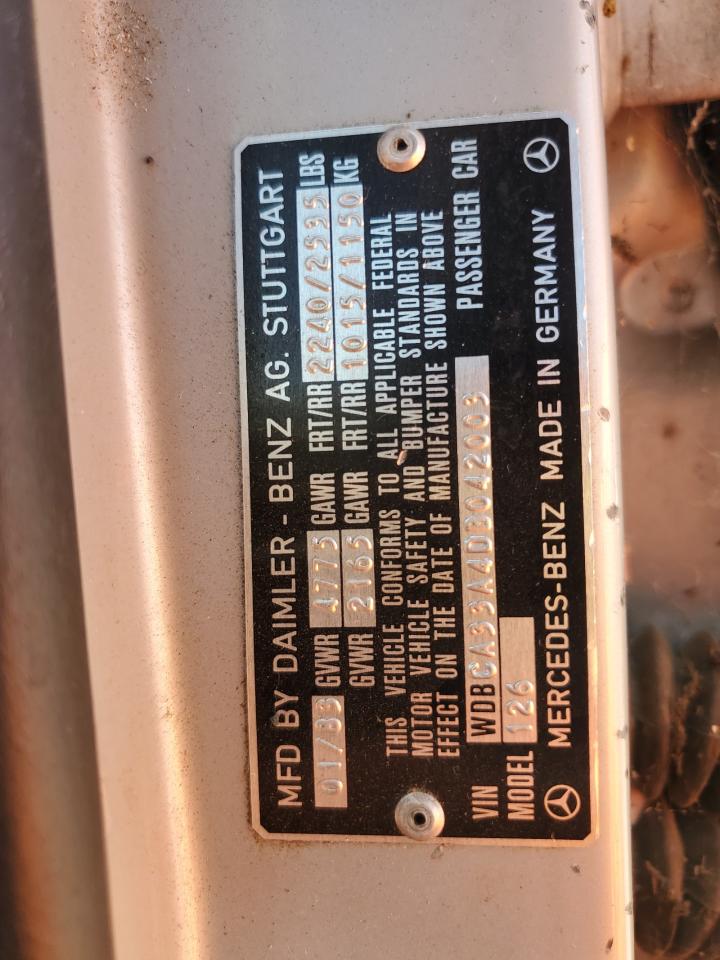 MFD BY DAIMLER - BENZ AG. STUTTGART
01/83 GVWR 4775 GAWR FRT/RR 2240/2535 LBS
GVWR 2165 GAWR FRT/RR 1015/1150 KG
THIS VEHICLE CONFORMS TO ALL APPLICABLE FEDERAL
MOTOR VEHICLE SAFETY AND BUMPER STANDARDS IN
EFFECT ON THE DATE OF MANUFACTURE SHOWN ABOVE
VIN WDBCA33A4D3042003 PASSENGER CAR
MODEL 126
MERCEDES-BENZ MADE IN GERMANY